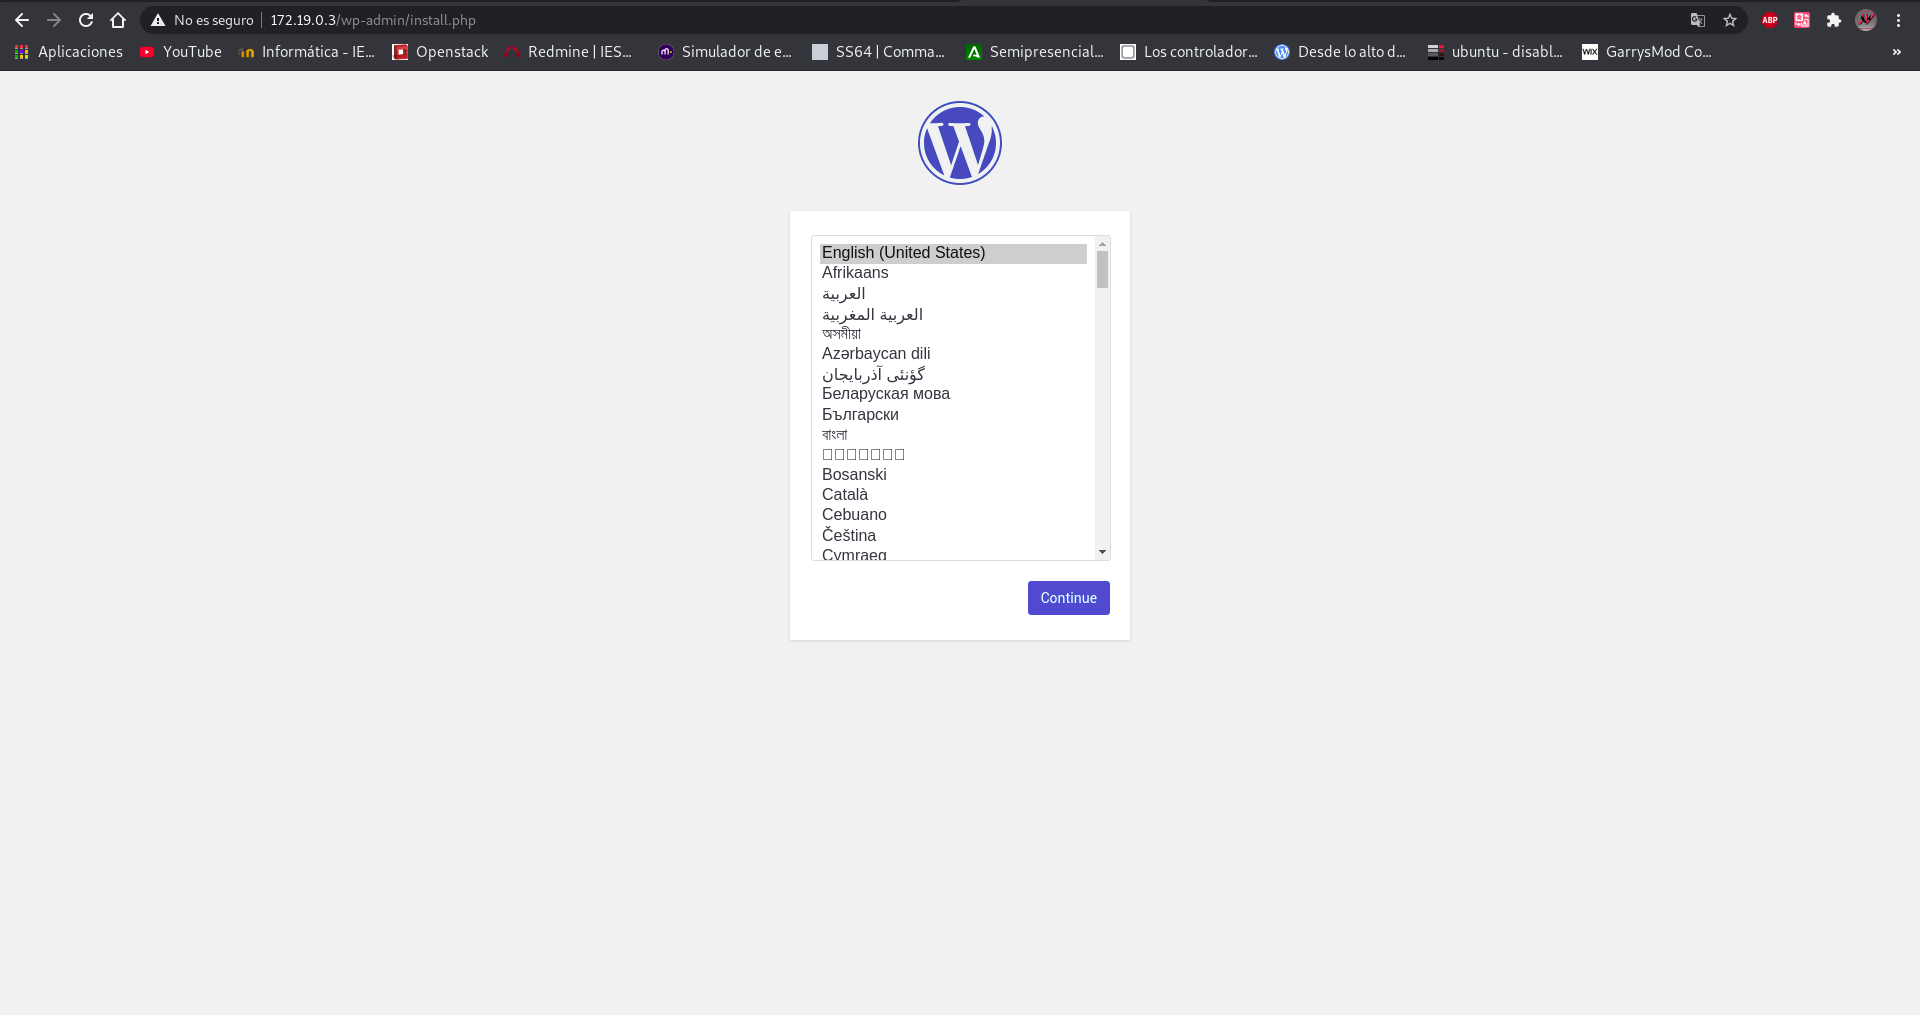 No es seguro 172.19.0.3/wp-admin/install.php ABP
Aplicaciones YouTube Informática - IE... Openstack Redmine | IES... Simulador de e... SS64 | Comma... Semipresencial... Los controlador... Desde lo alto d... ubuntu - disabl... WIX GarrysMod Co... »
English (United States)
Afrikaans
العربية
العربية المغربية
অসমীয়া
Azərbaycan dili
گؤنئی آذربایجان
Беларуская мова
Български
বাংলা
Bosanski
Català
Cebuano
Čeština
Cymraeg
Continue